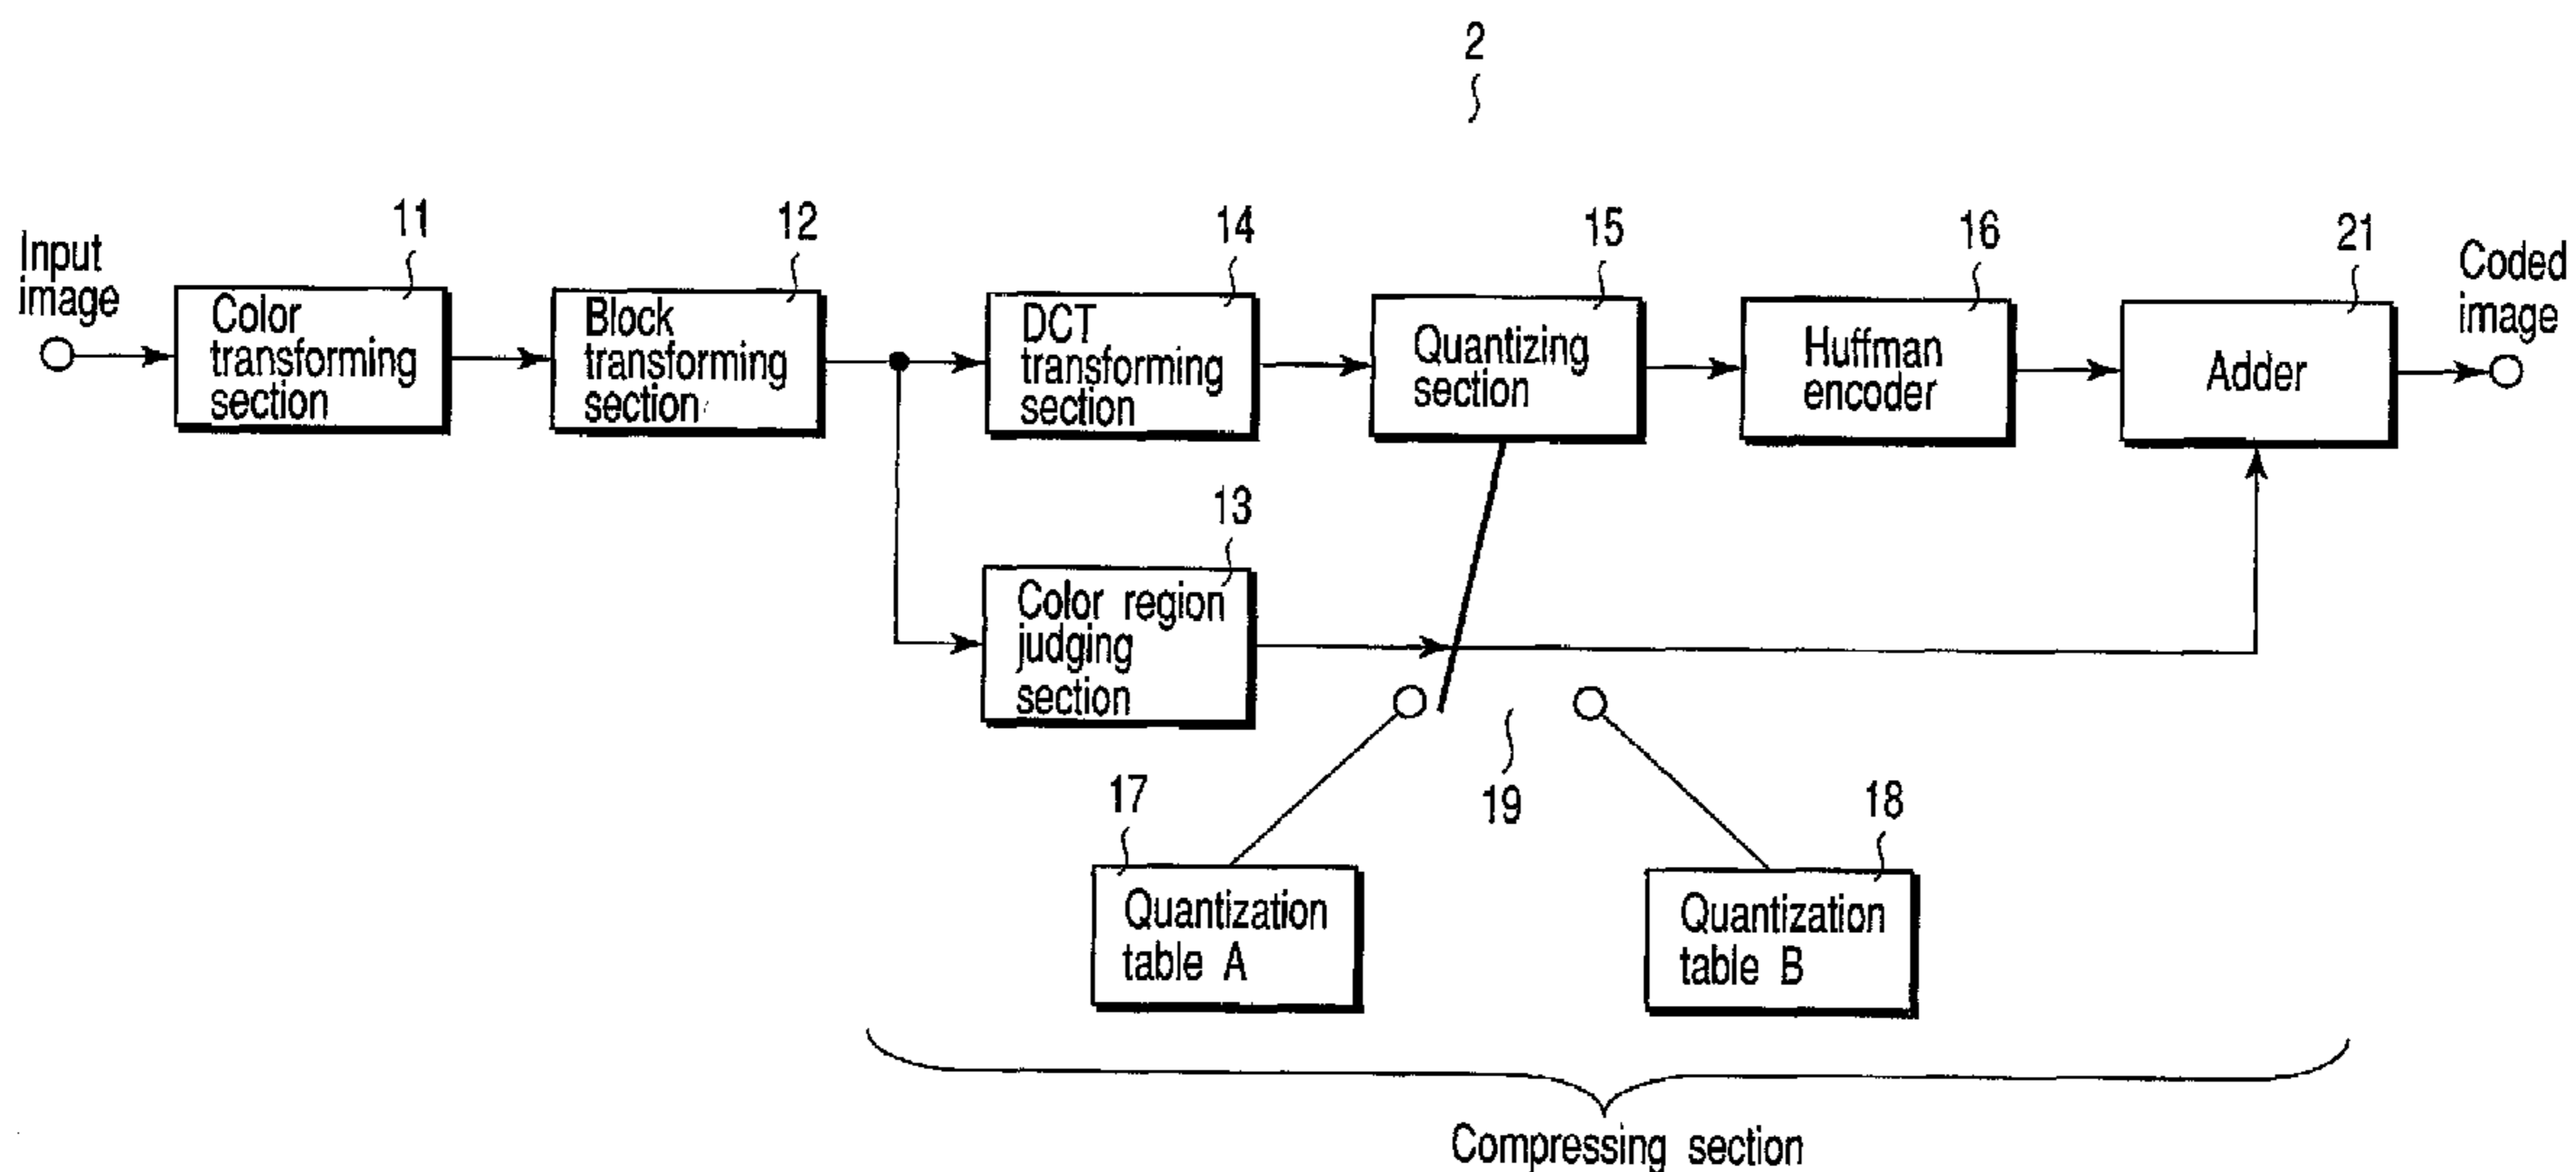 2
Input
image
11
Color
transforming
section
12
Block
transforming
section
14
DCT
transforming
section
15
Quantizing
section
16
Huffman
encoder
21
Adder
Coded
image
13
Color region
judging
section
19
17
Quantization
table A
18
Quantization
table B
Compressing section